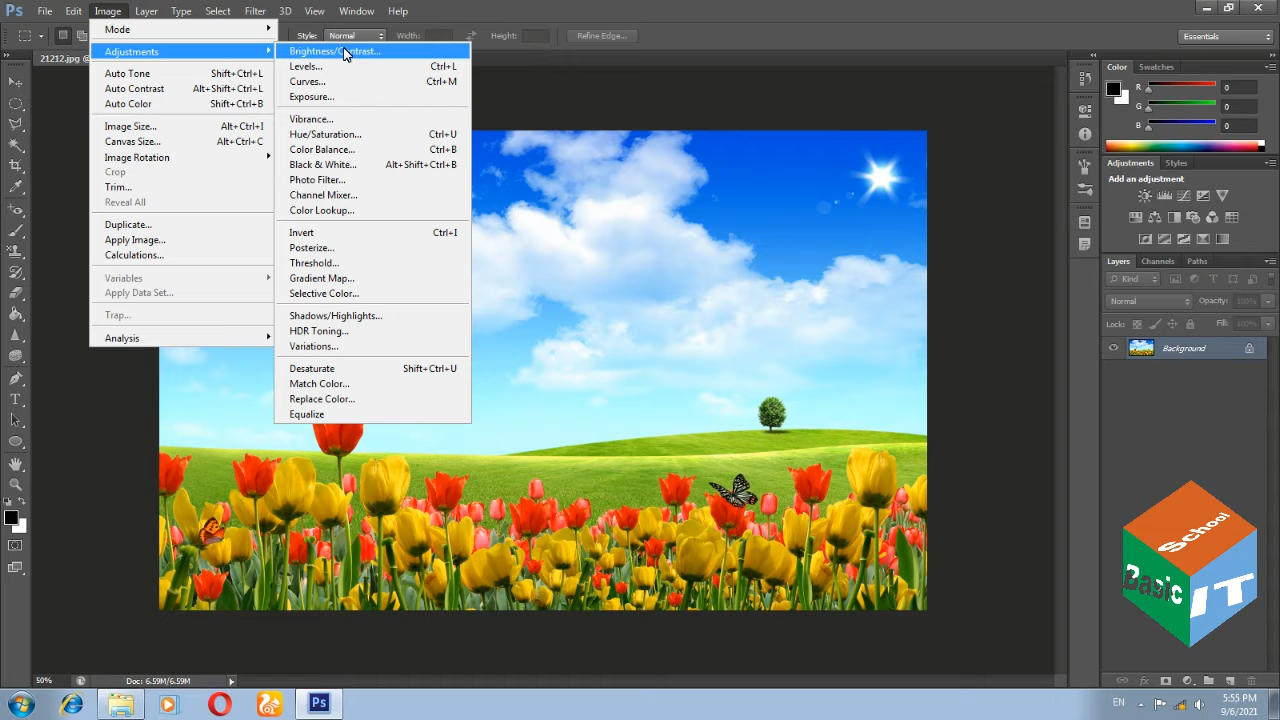 Ps File Edit Image Layer Type Select Filter 3D View Window Help
Style: Normal Width: Height: Refine Edge... Essentials
21212.jpg @
Mode
Adjustments
Auto Tone Shift+Ctrl+L
Auto Contrast Alt+Shift+Ctrl+L
Auto Color Shift+Ctrl+B
Image Size... Alt+Ctrl+I
Canvas Size... Alt+Ctrl+C
Image Rotation
Crop
Trim...
Reveal All
Duplicate...
Apply Image...
Calculations...
Variables
Apply Data Set...
Trap...
Analysis
Brightness/Contrast...
Levels... Ctrl+L
Curves... Ctrl+M
Exposure...
Vibrance...
Hue/Saturation... Ctrl+U
Color Balance... Ctrl+B
Black & White... Alt+Shift+Ctrl+B
Photo Filter...
Channel Mixer...
Color Lookup...
Invert Ctrl+I
Posterize...
Threshold...
Gradient Map...
Selective Color...
Shadows/Highlights...
HDR Toning...
Variations...
Desaturate Shift+Ctrl+U
Match Color...
Replace Color...
Equalize
Color Swatches
R 0
G 0
B 0
Adjustments Styles
Add an adjustment
Layers Channels Paths
Kind
Normal Opacity: 100%
Lock: Fill: 100%
Background
School
Basic IT
50% Doc: 6.59M/6.59M
Ps
EN 5:55 PM
9/6/2021